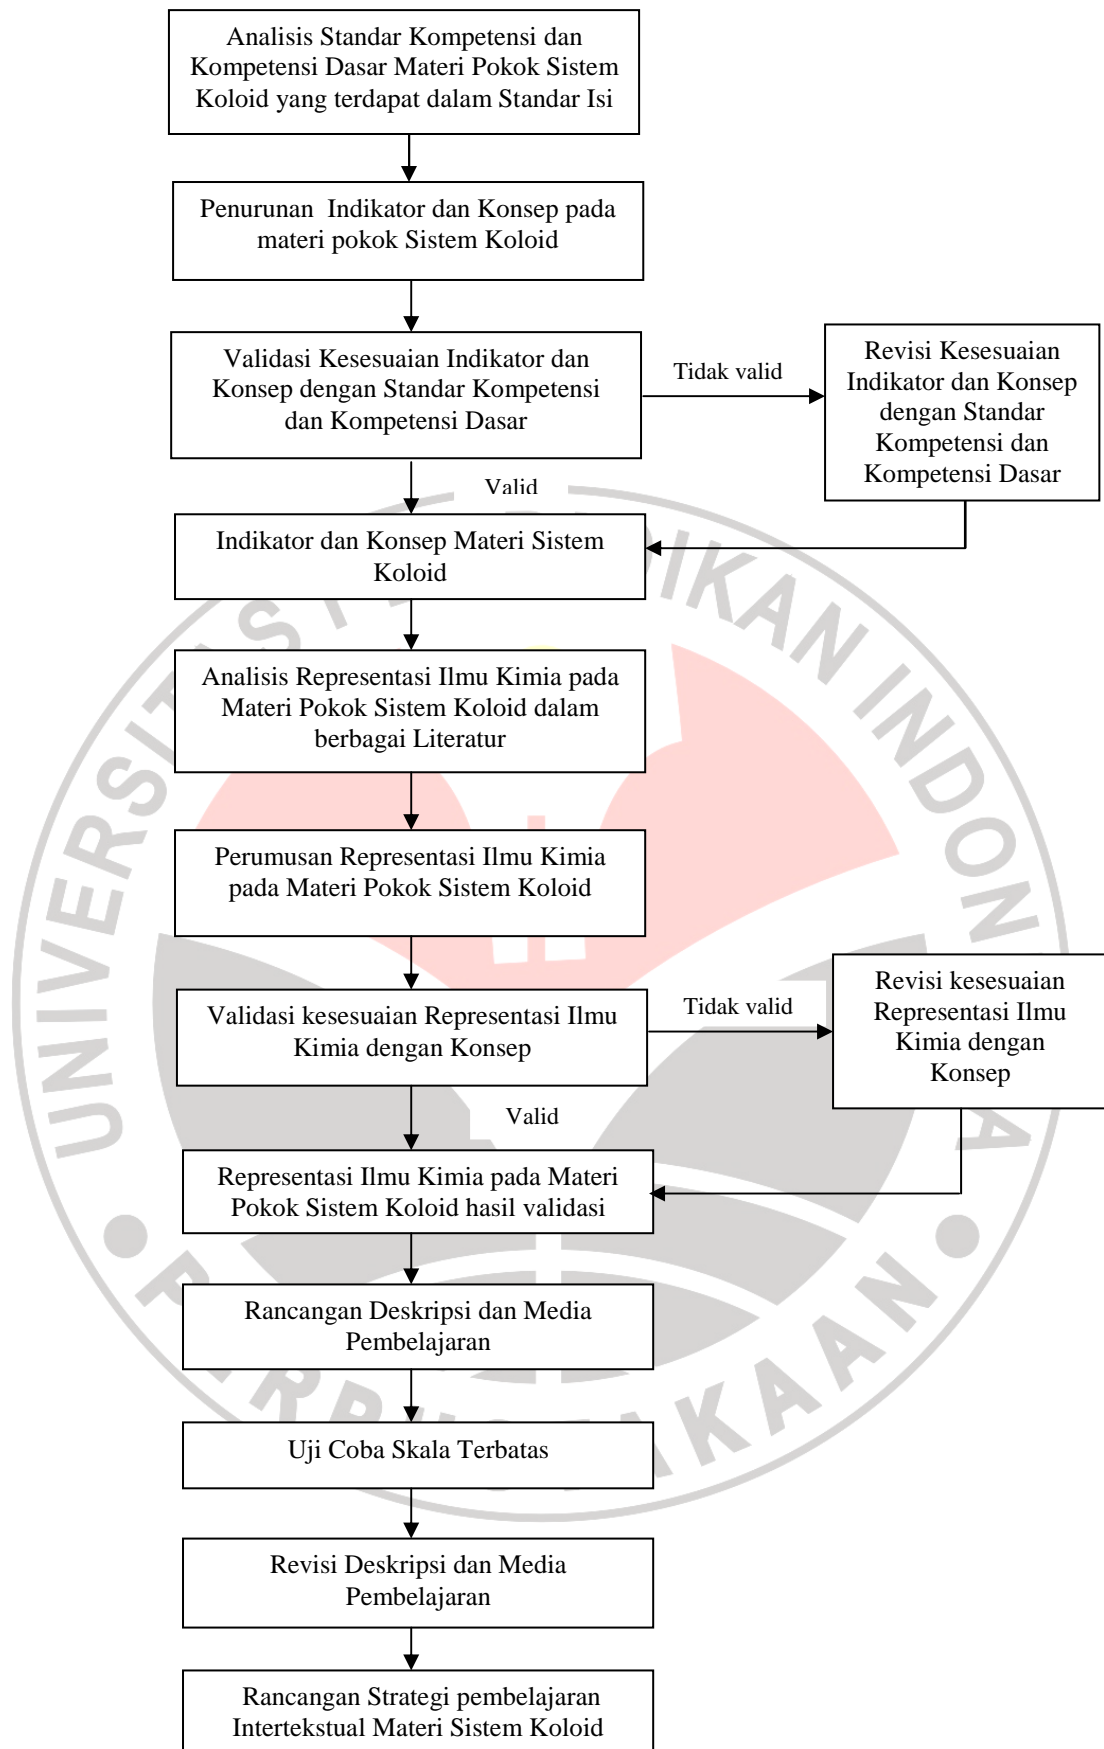 Analisis Standar Kompetensi dan
Kompetensi Dasar Materi Pokok Sistem
Koloid yang terdapat dalam Standar Isi
Penurunan Indikator dan Konsep pada
materi pokok Sistem Koloid
Validasi Kesesuaian Indikator dan
Konsep dengan Standar Kompetensi
dan Kompetensi Dasar
Tidak valid
Revisi Kesesuaian
Indikator dan Konsep
dengan Standar
Kompetensi dan
Kompetensi Dasar
Valid
Indikator dan Konsep Materi Sistem
Koloid
Analisis Representasi Ilmu Kimia pada
Materi Pokok Sistem Koloid dalam
berbagai Literatur
Perumusan Representasi Ilmu Kimia
pada Materi Pokok Sistem Koloid
Validasi kesesuaian Representasi Ilmu
Kimia dengan Konsep
Tidak valid
Revisi kesesuaian
Representasi Ilmu
Kimia dengan
Konsep
Valid
Representasi Ilmu Kimia pada Materi
Pokok Sistem Koloid hasil validasi
Rancangan Deskripsi dan Media
Pembelajaran
Uji Coba Skala Terbatas
Revisi Deskripsi dan Media
Pembelajaran
Rancangan Strategi pembelajaran
Intertekstual Materi Sistem Koloid